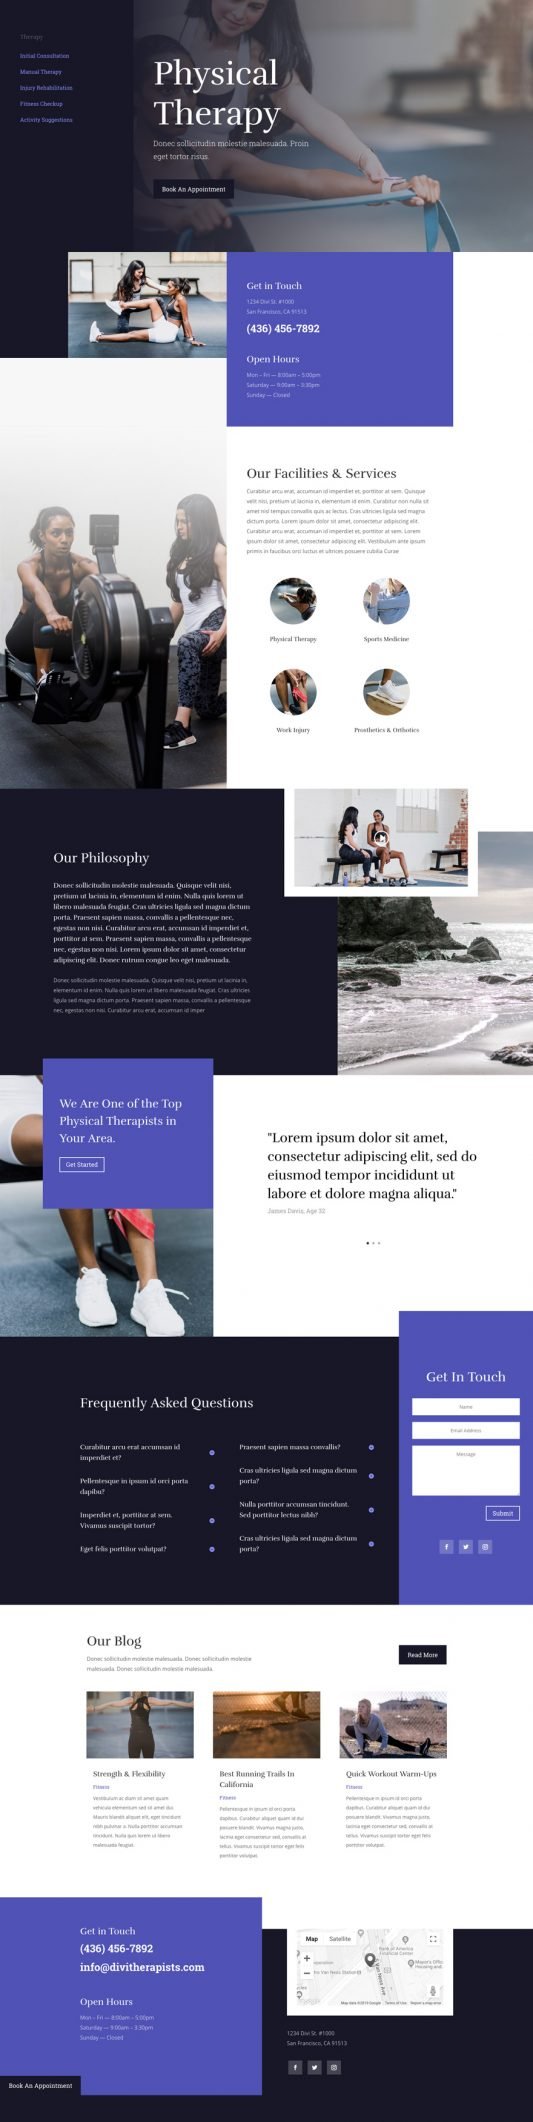 Therapy
Initial Consultation
Manual Therapy
Injury Rehabilitation
Fitness Checkup
Activity Suggestions
Physical
Therapy
Donec sollicitudin molestie malesuada. Proin
eget tortor risus.
Book An Appointment
Get in Touch
1234 Divi St. #1000
San Francisco, CA 91513
(436) 456-7892
Open Hours
Mon – Fri — 8:00am – 5:00pm
Saturday — 9:00am – 3:30pm
Sunday — Closed
Our Facilities & Services
Curabitur arcu erat, accumsan id imperdiet et, porttitor at sem. Quisque
velit nisi, pretium ut lacinia in, elementum id enim. Curabitur non nulla sit
amet nisl tempus convallis quis ac lectus. Cras ultricies ligula sed magna
dictum porta. Lorem ipsum dolor sit amet, consectetur adipiscing elit.
Curabitur arcu erat, accumsan id imperdiet et, porttitor at sem. Lorem
ipsum dolor sit amet, consectetur adipiscing elit. Vestibulum ante ipsum
primis in faucibus orci luctus et ultrices posuere cubilia Curae
Physical Therapy
Sports Medicine
Work Injury
Prosthetics & Orthotics
Our Philosophy
Donec sollicitudin molestie malesuada. Quisque velit nisi,
pretium ut lacinia in, elementum id enim. Nulla quis lorem ut
libero malesuada feugiat. Cras ultricies ligula sed magna dictum
porta. Praesent sapien massa, convallis a pellentesque nec,
egestas non nisi. Curabitur arcu erat, accumsan id imperdiet et,
porttitor at sem. Praesent sapien massa, convallis a pellentesque
nec, egestas non nisi. Lorem ipsum dolor sit amet, consectetur
adipiscing elit. Donec rutrum congue leo eget malesuada.
Donec sollicitudin molestie malesuada. Quisque velit nisi, pretium ut lacinia in,
elementum id enim. Nulla quis lorem ut libero malesuada feugiat. Cras ultricies
ligula sed magna dictum porta. Praesent sapien massa, convallis a pellentesque
nec, egestas non nisi. Curabitur arcu erat, accumsan id imper
We Are One of the Top
Physical Therapists in
Your Area.
Get Started
"Lorem ipsum dolor sit amet,
consectetur adipiscing elit, sed do
eiusmod tempor incididunt ut
labore et dolore magna aliqua."
James Davis, Age 32
Frequently Asked Questions
Curabitur arcu erat accumsan id
imperdiet et?
Pellentesque in ipsum id orci porta
dapibu?
Imperdiet et, porttitor at sem.
Vivamus suscipit tortor?
Eget felis porttitor volutpat?
Praesent sapien massa convallis?
Cras ultricies ligula sed magna dictum
porta?
Nulla porttitor accumsan tincidunt.
Sed porttitor lectus nibh?
Cras ultricies ligula sed magna dictum
porta?
Get In Touch
Name
Email Address
Message
Submit
Our Blog
Donec sollicitudin molestie malesuada. Donec sollicitudin molestie
malesuada. Donec sollicitudin molestie malesuada.
Read More
Strength & Flexibility
Fitness
Vestibulum ac diam sit amet quam
vehicula elementum sed sit amet dui.
Mauris blandit aliquet elit, eget tincidunt
nibh pulvinar a. Nulla porttitor accumsan
tincidunt. Nulla quis lorem ut libero
malesuada feugiat.
Best Running Trails In
California
Fitness
Pellentesque in ipsum id orci porta
dapibus. Curabitur aliquet quam id dui
posuere blandit. Vivamus magna justo,
lacinia eget consectetur sed, convallis at
tellus. Vivamus suscipit tortor eget felis
porttitor volutpat.
Quick Workout Warm-Ups
Fitness
Pellentesque in ipsum id orci porta
dapibus. Curabitur aliquet quam id dui
posuere blandit. Vivamus magna justo,
lacinia eget consectetur sed, convallis at
tellus. Vivamus suscipit tortor eget felis
porttitor volutpat.
Get in Touch
(436) 456-7892
info@divitherapists.com
Open Hours
Mon – Fri — 8:00am – 5:00pm
Saturday — 9:00am – 3:30pm
Sunday — Closed
Book An Appointment
Map
Satellite
Bank of America
Financial Center
Van Ness Station
S Van Ness Ave
Map data ©2019 Google
Terms of Use
Report a map error
1234 Divi St. #1000
San Francisco, CA 91513